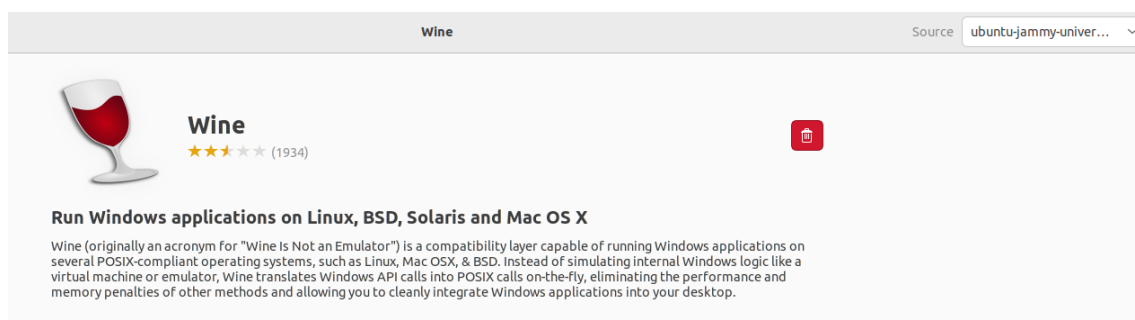 Wine
Source ubuntu-jammy-univer...
Wine
(1934)
Run Windows applications on Linux, BSD, Solaris and Mac OS X
Wine (originally an acronym for "Wine Is Not an Emulator") is a compatibility layer capable of running Windows applications on
several POSIX-compliant operating systems, such as Linux, Mac OSX, & BSD. Instead of simulating internal Windows logic like a
virtual machine or emulator, Wine translates Windows API calls into POSIX calls on-the-fly, eliminating the performance and
memory penalties of other methods and allowing you to cleanly integrate Windows applications into your desktop.